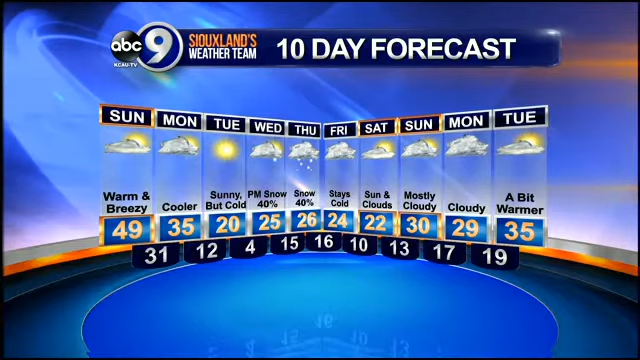 abc 9
KCAU-TV
SIOUXLAND'S
WEATHER TEAM
10 DAY FORECAST
SUN MON TUE WED THU FRI SAT SUN MON TUE
Warm &
Breezy
Cooler
Sunny,
But Cold
PM Snow
40%
Snow
40%
Stays
Cold
Sun &
Clouds
Mostly
Cloudy
Cloudy
A Bit
Warmer
49 35 20 25 26 24 22 30 29 35
31 12 4 15 16 10 13 17 19